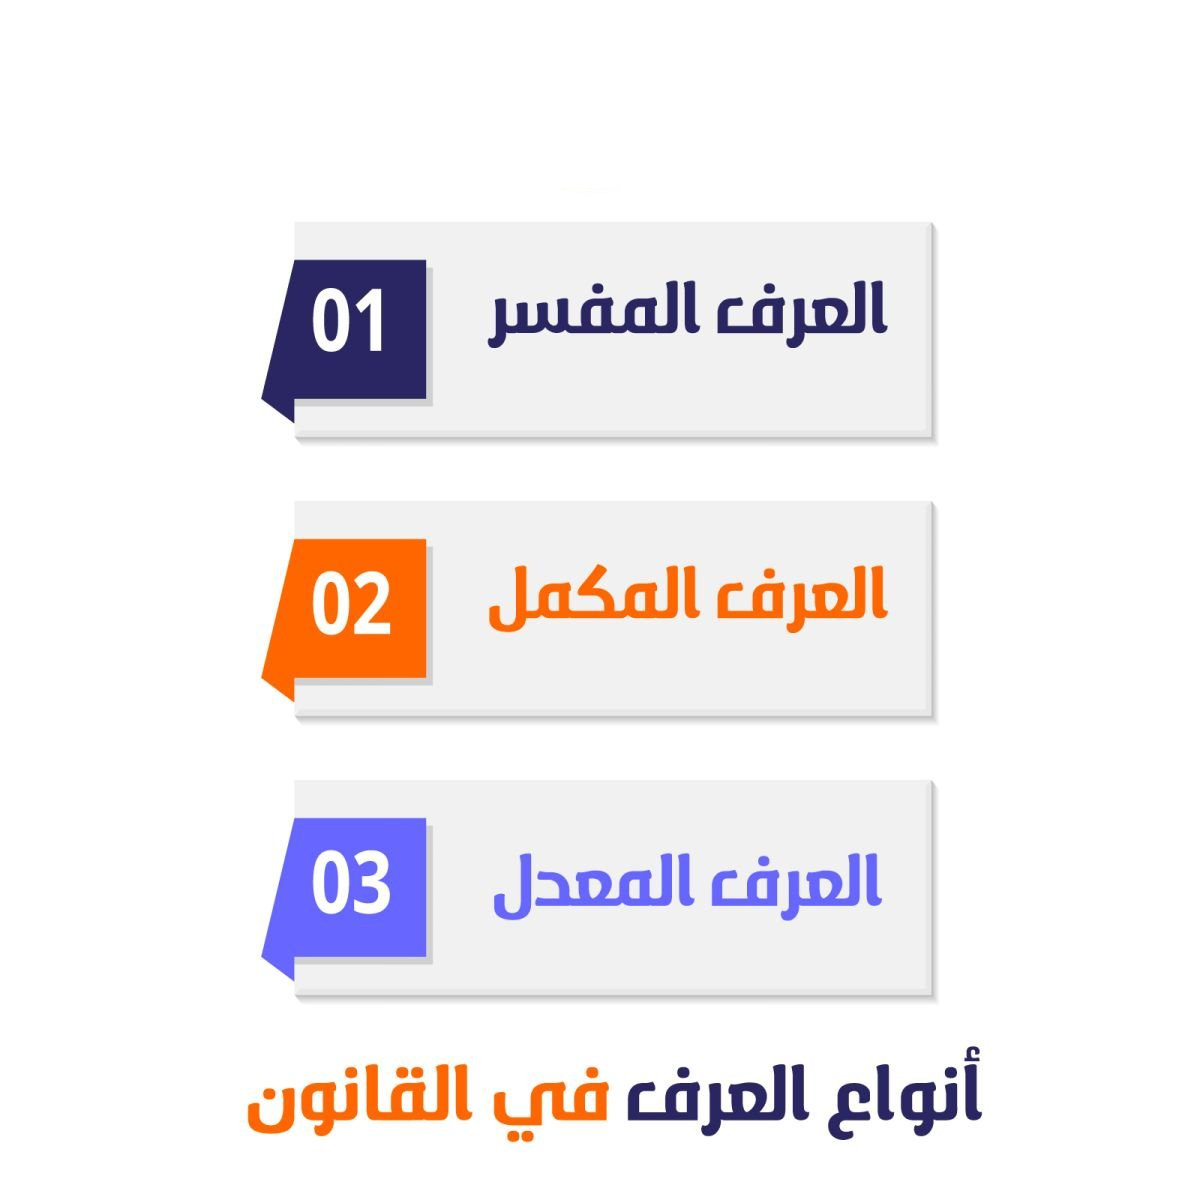 01
العرف المفسر
02
العرف المكمل
03
العرف المعدل
أنواع العرف في القانون